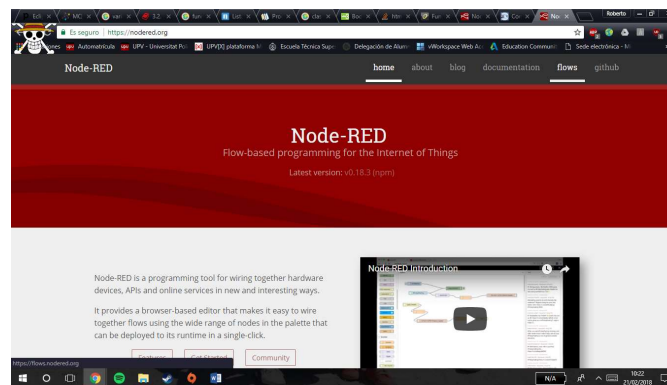 Roberto
Es seguro https://nodered.org
Automatrícula UPV - Universitat Pol UPV[X] plataforma M Escuela Técnica Supe Delegación de Alum vWorkspace Web Ac Education Communi Sede electrónica - M
Node-RED home about blog documentation flows github
Node-RED
Flow-based programming for the Internet of Things
Latest version: v0.18.3 (npm)
Node-RED is a programming tool for wiring together hardware
devices, APIs and online services in new and interesting ways.
It provides a browser-based editor that makes it easy to wire
together flows using the wide range of nodes in the palette that
can be deployed to its runtime in a single-click.
Features Get Started Community
Node-RED Introduction
https://flows.nodered.org
N/A
10:22
21/02/2018